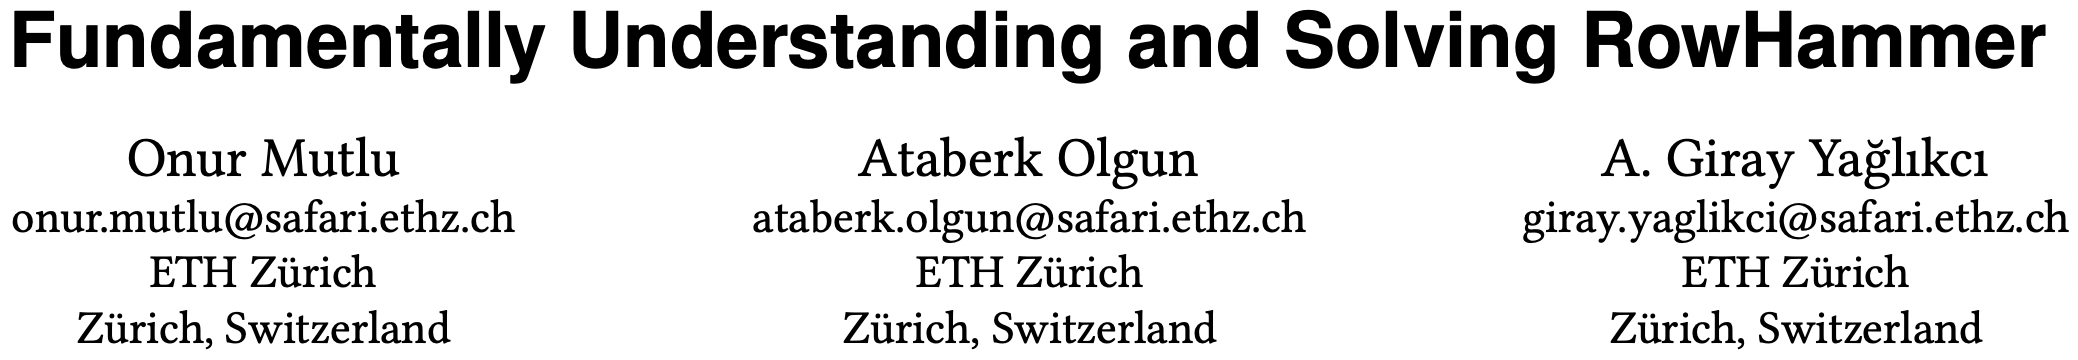 Fundamentally Understanding and Solving RowHammer
Onur Mutlu
onur.mutlu@safari.ethz.ch
ETH Zürich
Zürich, Switzerland
Ataberk Olgun
ataberk.olgun@safari.ethz.ch
ETH Zürich
Zürich, Switzerland
A. Giray Yağlıkcı
giray.yaglikci@safari.ethz.ch
ETH Zürich
Zürich, Switzerland